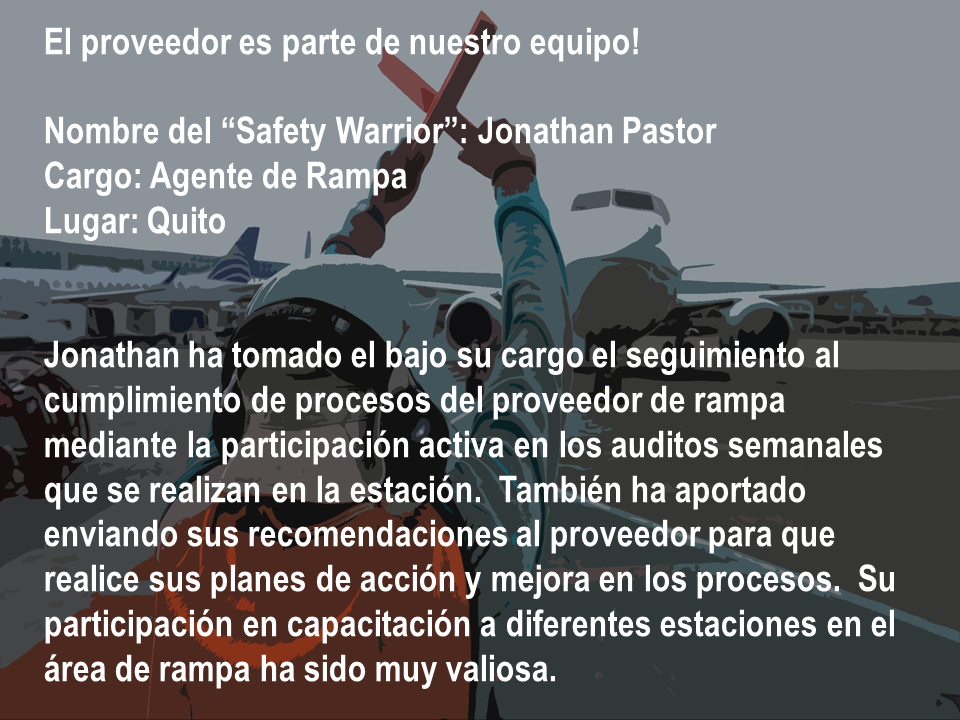 El proveedor es parte de nuestro equipo!
Nombre del “Safety Warrior”: Jonathan Pastor
Cargo: Agente de Rampa
Lugar: Quito
Jonathan ha tomado el bajo su cargo el seguimiento al
cumplimiento de procesos del proveedor de rampa
mediante la participación activa en los auditos semanales
que se realizan en la estación.  También ha aportado
enviando sus recomendaciones al proveedor para que
realice sus planes de acción y mejora en los procesos.  Su
participación en capacitación a diferentes estaciones en el
área de rampa ha sido muy valiosa.